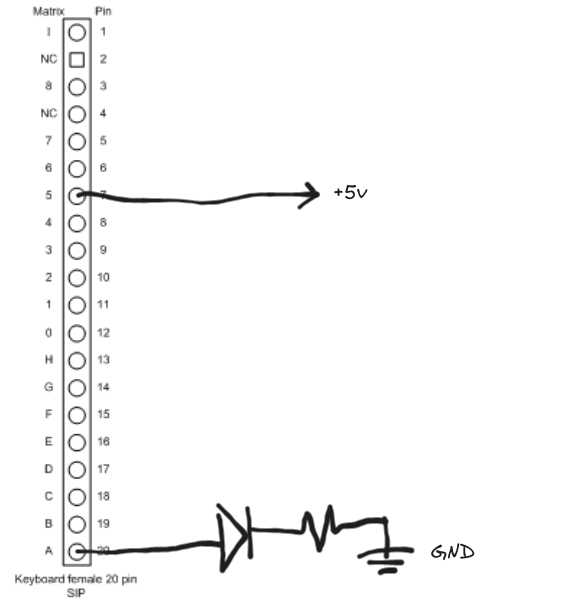 Matrix Pin
I 1
NC 2
8 3
NC 4
7 5
6 6
5 7
4 8
3 9
2 10
1 11
0 12
H 13
G 14
F 15
E 16
D 17
C 18
B 19
A 20
+5v
GND
Keyboard female 20 pin
SIP